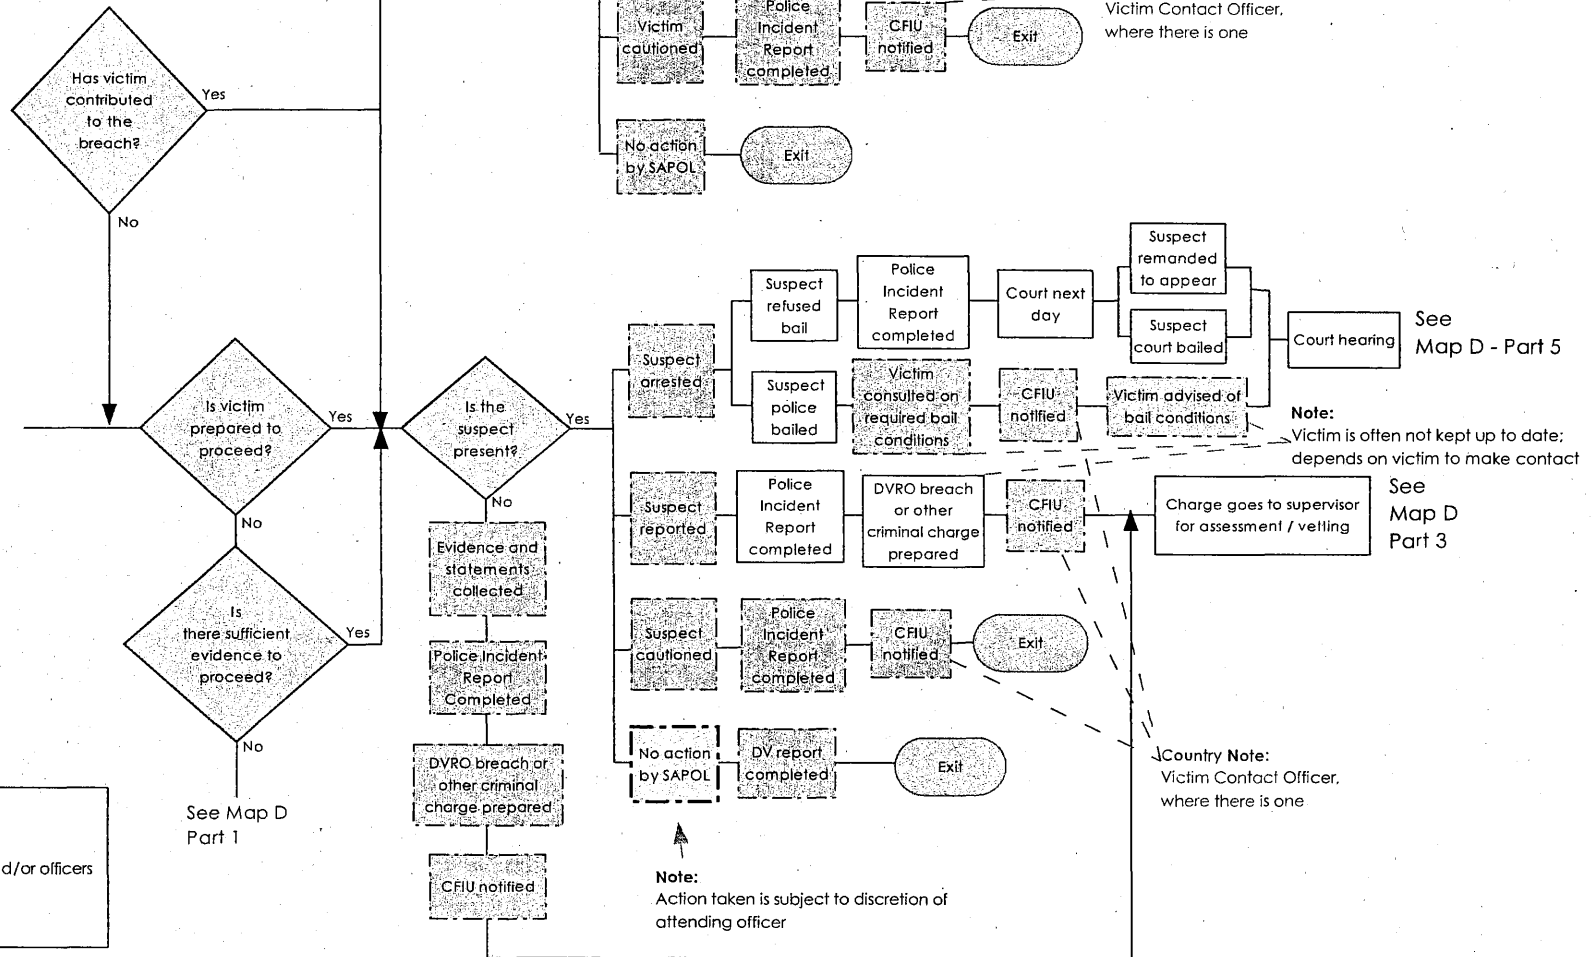 Victim
cautioned
Police
Incident
Report
completed
CFIU
notified
Exit
Victim Contact Officer,
where there is one
Has victim
contributed
to the
breach?
Yes
No
No action
by SAPOL
Exit
Suspect
arrested
Suspect
refused
bail
Police
Incident
Report
completed
Court next
day
Suspect
remanded
to appear
Suspect
court bailed
Court hearing
See
Map D - Part 5
Suspect
police
bailed
Victim
consulted on
required bail
conditions
CFIU
notified
Victim advised of
bail conditions
Note:
Victim is often not kept up to date;
depends on victim to make contact
Is victim
prepared to
proceed?
Yes
No
Is the
suspect
present?
Yes
No
Suspect
reported
Police
Incident
Report
completed
DVRO breach
or other
criminal charge
prepared
CFIU
notified
Charge goes to supervisor
for assessment / vetting
See
Map D
Part 3
Evidence and
statements
collected
Is
there sufficient
evidence to
proceed?
Yes
No
Suspect
cautioned
Police
Incident
Report
completed
CFIU
notified
Exit
Police Incident
Report
Completed
No action
by SAPOL
DV report
completed
Exit
Country Note:
Victim Contact Officer,
where there is one
DVRO breach or
other criminal
charge prepared
See Map D
Part 1
d/or officers
CFIU notified
Note:
Action taken is subject to discretion of
attending officer